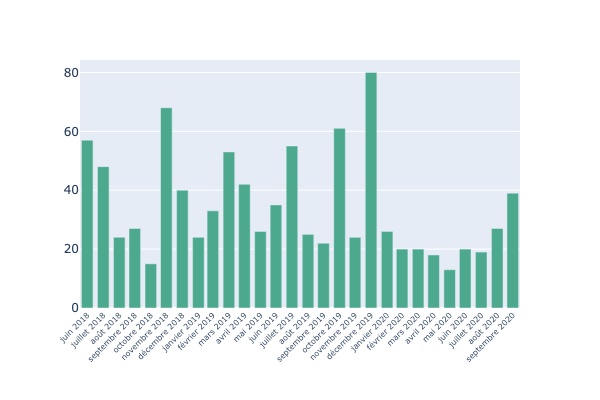 80
60
40
20
0
juin 2018
juillet 2018
août 2018
septembre 2018
octobre 2018
novembre 2018
décembre 2018
janvier 2019
février 2019
mars 2019
avril 2019
mai 2019
juin 2019
juillet 2019
août 2019
septembre 2019
octobre 2019
novembre 2019
décembre 2019
janvier 2020
février 2020
mars 2020
avril 2020
mai 2020
juin 2020
juillet 2020
août 2020
septembre 2020